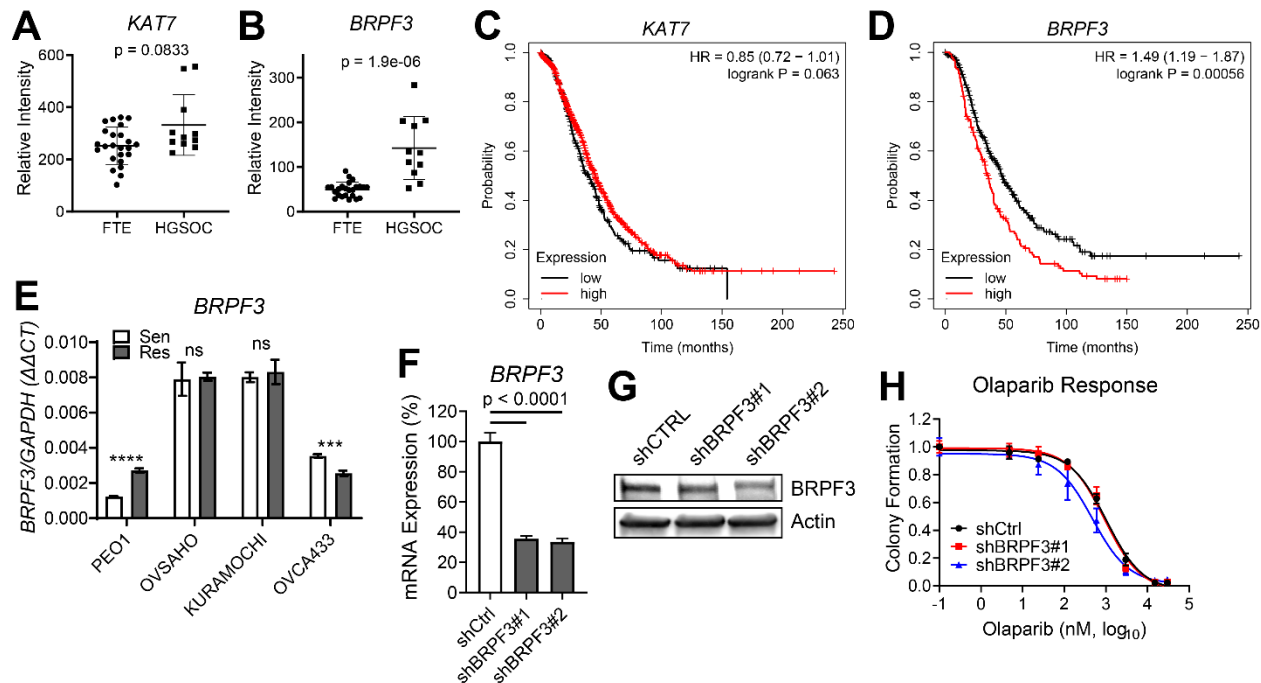 A
KAT7
p = 0.0833
Relative Intensity
600
400
200
0
FTE HGSOC
B
BRPF3
p = 1.9e-06
Relative Intensity
300
200
100
50
0
FTE HGSOC
C
KAT7
HR = 0.85 (0.72 − 1.01)
logrank P = 0.063
Probability
1.0
0.8
0.6
0.4
0.2
0.0
Expression
low
high
0 50 100 150 200 250
Time (months)
D
BRPF3
HR = 1.49 (1.19 − 1.87)
logrank P = 0.00056
Probability
1.0
0.8
0.6
0.4
0.2
0.0
Expression
low
high
0 50 100 150 200 250
Time (months)
E
BRPF3
Sen
Res
BRPF3/GAPDH (ΔΔCT)
0.010
0.008
0.006
0.004
0.002
0.000
****
ns
ns
***
PEO1
OVSAHO
KURAMOCHI
OVCA433
F
BRPF3
p < 0.0001
mRNA Expression (%)
120
100
80
60
40
20
0
shCtrl
shBRPF3#1
shBRPF3#2
G
shCTRL
shBRPF3#1
shBRPF3#2
BRPF3
Actin
H
Olaparib Response
Colony Formation
1.2
1.0
0.8
0.6
0.4
0.2
0.0
shCtrl
shBRPF3#1
shBRPF3#2
-1 0 1 2 3 4 5
Olaparib (nM, log₁₀)